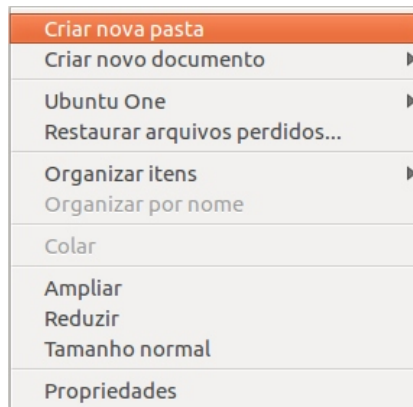 Criar nova pasta
Criar novo documento
Ubuntu One
Restaurar arquivos perdidos...
Organizar itens
Organizar por nome
Colar
Ampliar
Reduzir
Tamanho normal
Propriedades